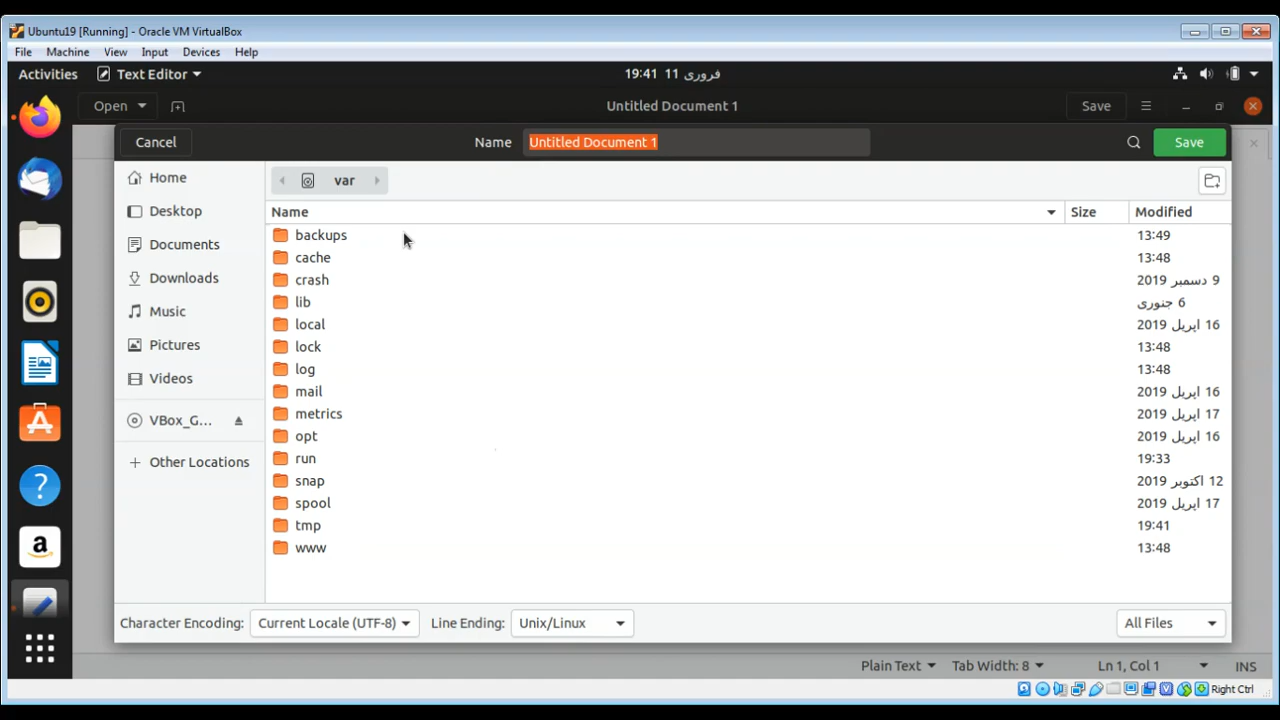 Ubuntu19 [Running] - Oracle VM VirtualBox
File Machine View Input Devices Help
Activities Text Editor 19:41 11 فروری
Open Untitled Document 1 Save
Cancel Name Untitled Document 1 Save
Home
Desktop
Documents
Downloads
Music
Pictures
Videos
VBox_G...
Other Locations
var
Name Size Modified
backups 13:49
cache 13:48
crash 9 دسمبر 2019
lib 6 جنوری
local 16 اپریل 2019
lock 13:48
log 13:48
mail 16 اپریل 2019
metrics 17 اپریل 2019
opt 16 اپریل 2019
run 19:33
snap 12 اکتوبر 2019
spool 17 اپریل 2019
tmp 19:41
www 13:48
Character Encoding: Current Locale (UTF-8) Line Ending: Unix/Linux All Files
Plain Text Tab Width: 8 Ln 1, Col 1 INS
Right Ctrl